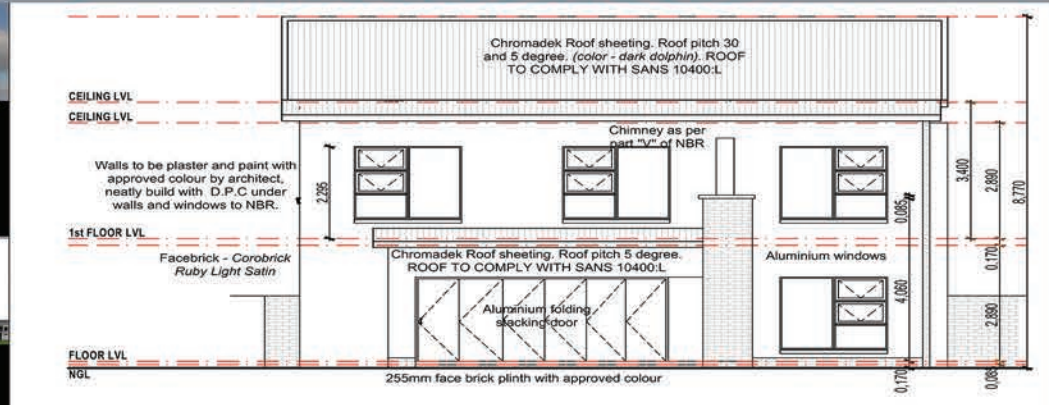 Chromadek Roof sheeting. Roof pitch 30
and 5 degree. (color - dark dolphin). ROOF
TO COMPLY WITH SANS 10400:L
CEILING LVL
CEILING LVL
Chimney as per
part "V" of NBR
Walls to be plaster and paint with
approved colour by architect,
neatly build with D.P.C under
walls and windows to NBR.
2.295
3,400
2,890
8,770
0.085
1st FLOOR LVL
Facebrick - Corobrick
Ruby Light Satin
Chromadek Roof sheeting. Roof pitch 5 degree.
ROOF TO COMPLY WITH SANS 10400:L
Aluminium windows
0,170
4,060
Aluminium folding
stacking door
2,890
FLOOR LVL
NGL
255mm face brick plinth with approved colour
0,170